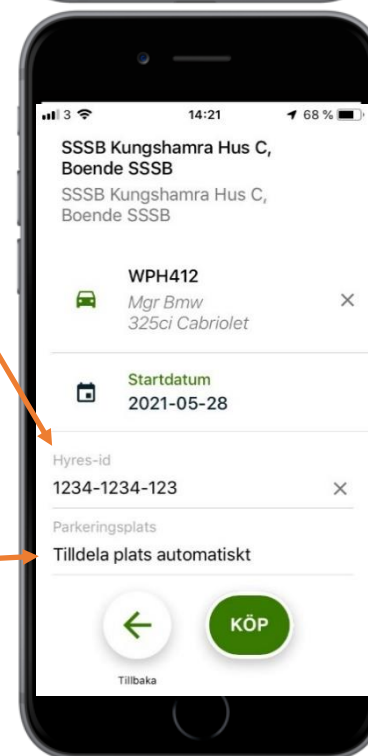 3 14:21 68 %
SSSB Kungshamra Hus C,
Boende SSSB
SSSB Kungshamra Hus C,
Boende SSSB
WPH412
Mgr Bmw
325ci Cabriolet
Startdatum
2021-05-28
Hyres-id
1234-1234-123
Parkeringsplats
Tilldela plats automatiskt
KÖP
Tillbaka